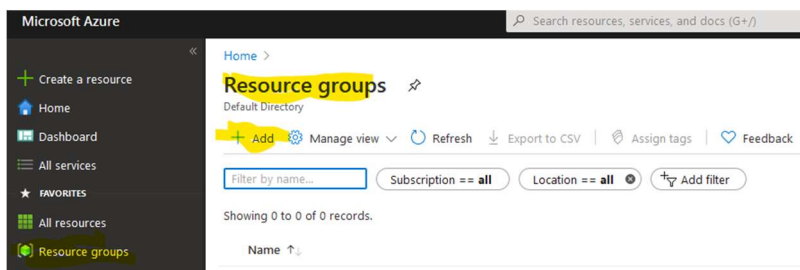 Microsoft Azure
Search resources, services, and docs (G+/)
«
Create a resource
Home
Dashboard
All services
FAVORITES
All resources
Resource groups
Home >
Resource groups
Default Directory
+ Add Manage view Refresh Export to CSV Assign tags Feedback
Filter by name... Subscription == all Location == all Add filter
Showing 0 to 0 of 0 records.
Name ↑↓